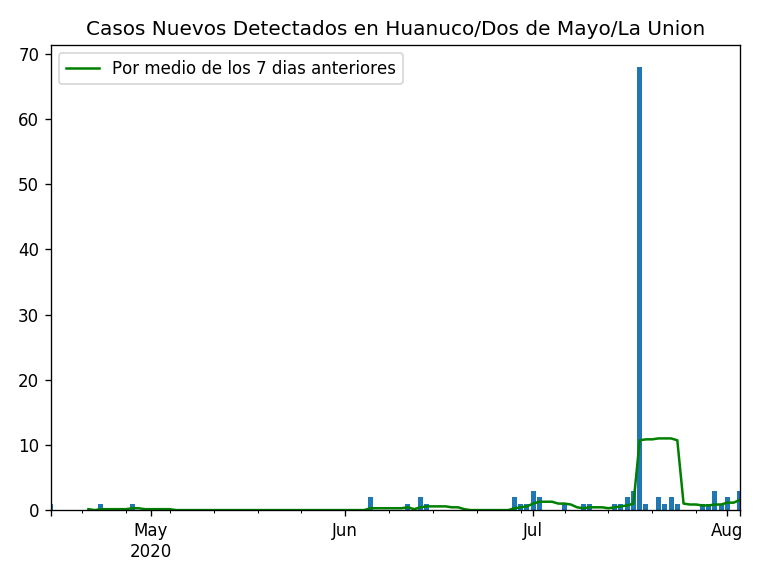 Casos Nuevos Detectados en Huanuco/Dos de Mayo/La Union
Por medio de los 7 dias anteriores
70
60
50
40
30
20
10
0
May
2020
Jun
Jul
Aug